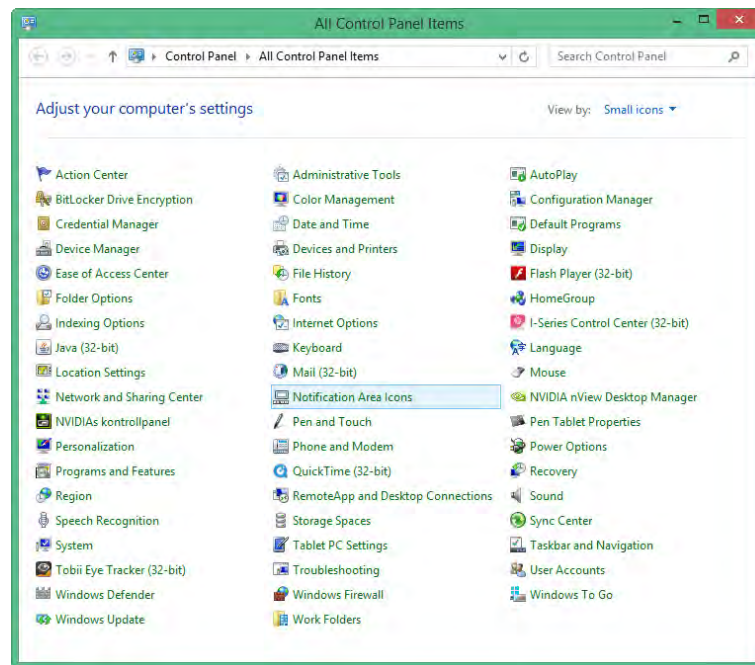 All Control Panel Items
Control Panel All Control Panel Items Search Control Panel
Adjust your computer's settings View by: Small icons
Action Center Administrative Tools AutoPlay
BitLocker Drive Encryption Color Management Configuration Manager
Credential Manager Date and Time Default Programs
Device Manager Devices and Printers Display
Ease of Access Center File History Flash Player (32-bit)
Folder Options Fonts HomeGroup
Indexing Options Internet Options I-Series Control Center (32-bit)
Java (32-bit) Keyboard Language
Location Settings Mail (32-bit) Mouse
Network and Sharing Center Notification Area Icons NVIDIA nView Desktop Manager
NVIDIAs kontrollpanel Pen and Touch Pen Tablet Properties
Personalization Phone and Modem Power Options
Programs and Features QuickTime (32-bit) Recovery
Region RemoteApp and Desktop Connections Sound
Speech Recognition Storage Spaces Sync Center
System Tablet PC Settings Taskbar and Navigation
Tobii Eye Tracker (32-bit) Troubleshooting User Accounts
Windows Defender Windows Firewall Windows To Go
Windows Update Work Folders